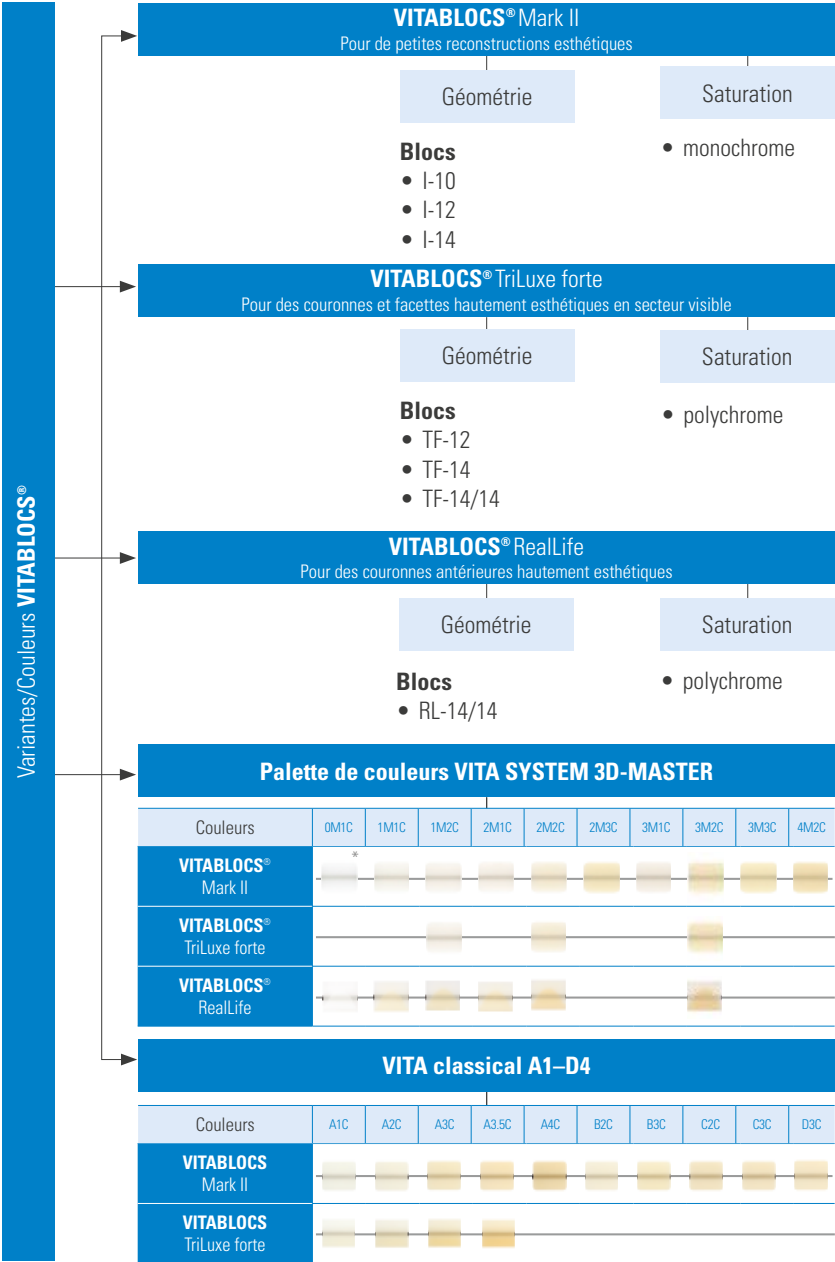 Variantes/Couleurs VITABLOCS®
VITABLOCS® Mark II
Pour de petites reconstructions esthétiques
Géométrie
Saturation
Blocs
• I-10
• I-12
• I-14
• monochrome
VITABLOCS® TriLuxe forte
Pour des couronnes et facettes hautement esthétiques en secteur visible
Géométrie
Saturation
Blocs
• TF-12
• TF-14
• TF-14/14
• polychrome
VITABLOCS® RealLife
Pour des couronnes antérieures hautement esthétiques
Géométrie
Saturation
Blocs
• RL-14/14
• polychrome
Palette de couleurs VITA SYSTEM 3D-MASTER
Couleurs 0M1C 1M1C 1M2C 2M1C 2M2C 2M3C 3M1C 3M2C 3M3C 4M2C
VITABLOCS®
Mark II
*
VITABLOCS®
TriLuxe forte
VITABLOCS®
RealLife
VITA classical A1–D4
Couleurs A1C A2C A3C A3.5C A4C B2C B3C C2C C3C D3C
VITABLOCS
Mark II
VITABLOCS
TriLuxe forte